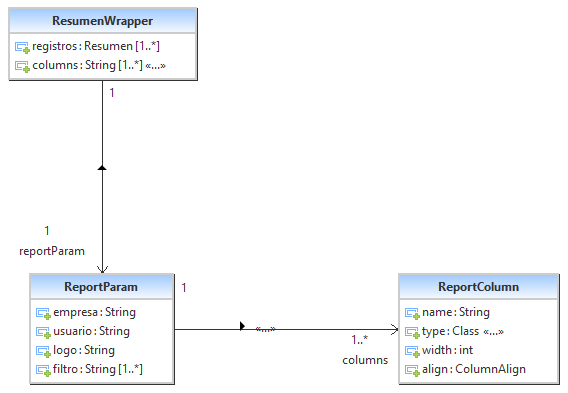 ResumenWrapper
registros : Resumen [1..*]
columns : String [1..*] «...»
1
1
reportParam
ReportParam
empresa : String
usuario : String
logo : String
filtro : String [1..*]
1
«...»
1..*
columns
ReportColumn
name : String
type : Class «...»
width : int
align : ColumnAlign